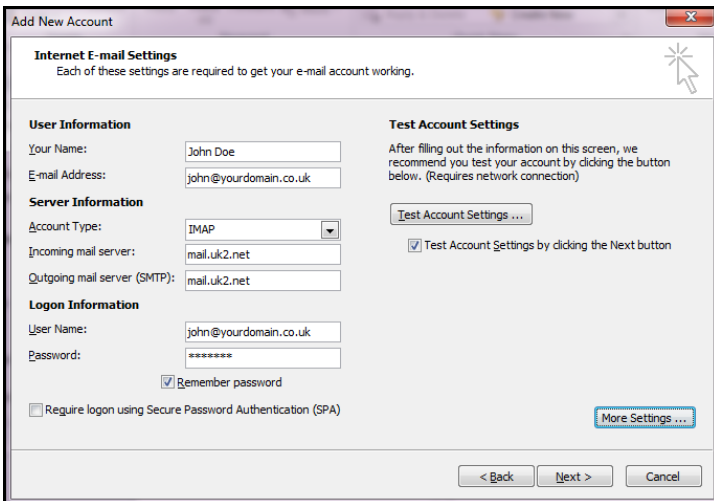 Add New Account
Internet E-mail Settings
Each of these settings are required to get your e-mail account working.
User Information
Your Name:
John Doe
E-mail Address:
john@yourdomain.co.uk
Server Information
Account Type:
IMAP
Incoming mail server:
mail.uk2.net
Outgoing mail server (SMTP):
mail.uk2.net
Logon Information
User Name:
john@yourdomain.co.uk
Password:
*******
Remember password
Require logon using Secure Password Authentication (SPA)
Test Account Settings
After filling out the information on this screen, we
recommend you test your account by clicking the button
below. (Requires network connection)
Test Account Settings ...
Test Account Settings by clicking the Next button
More Settings ...
< Back
Next >
Cancel